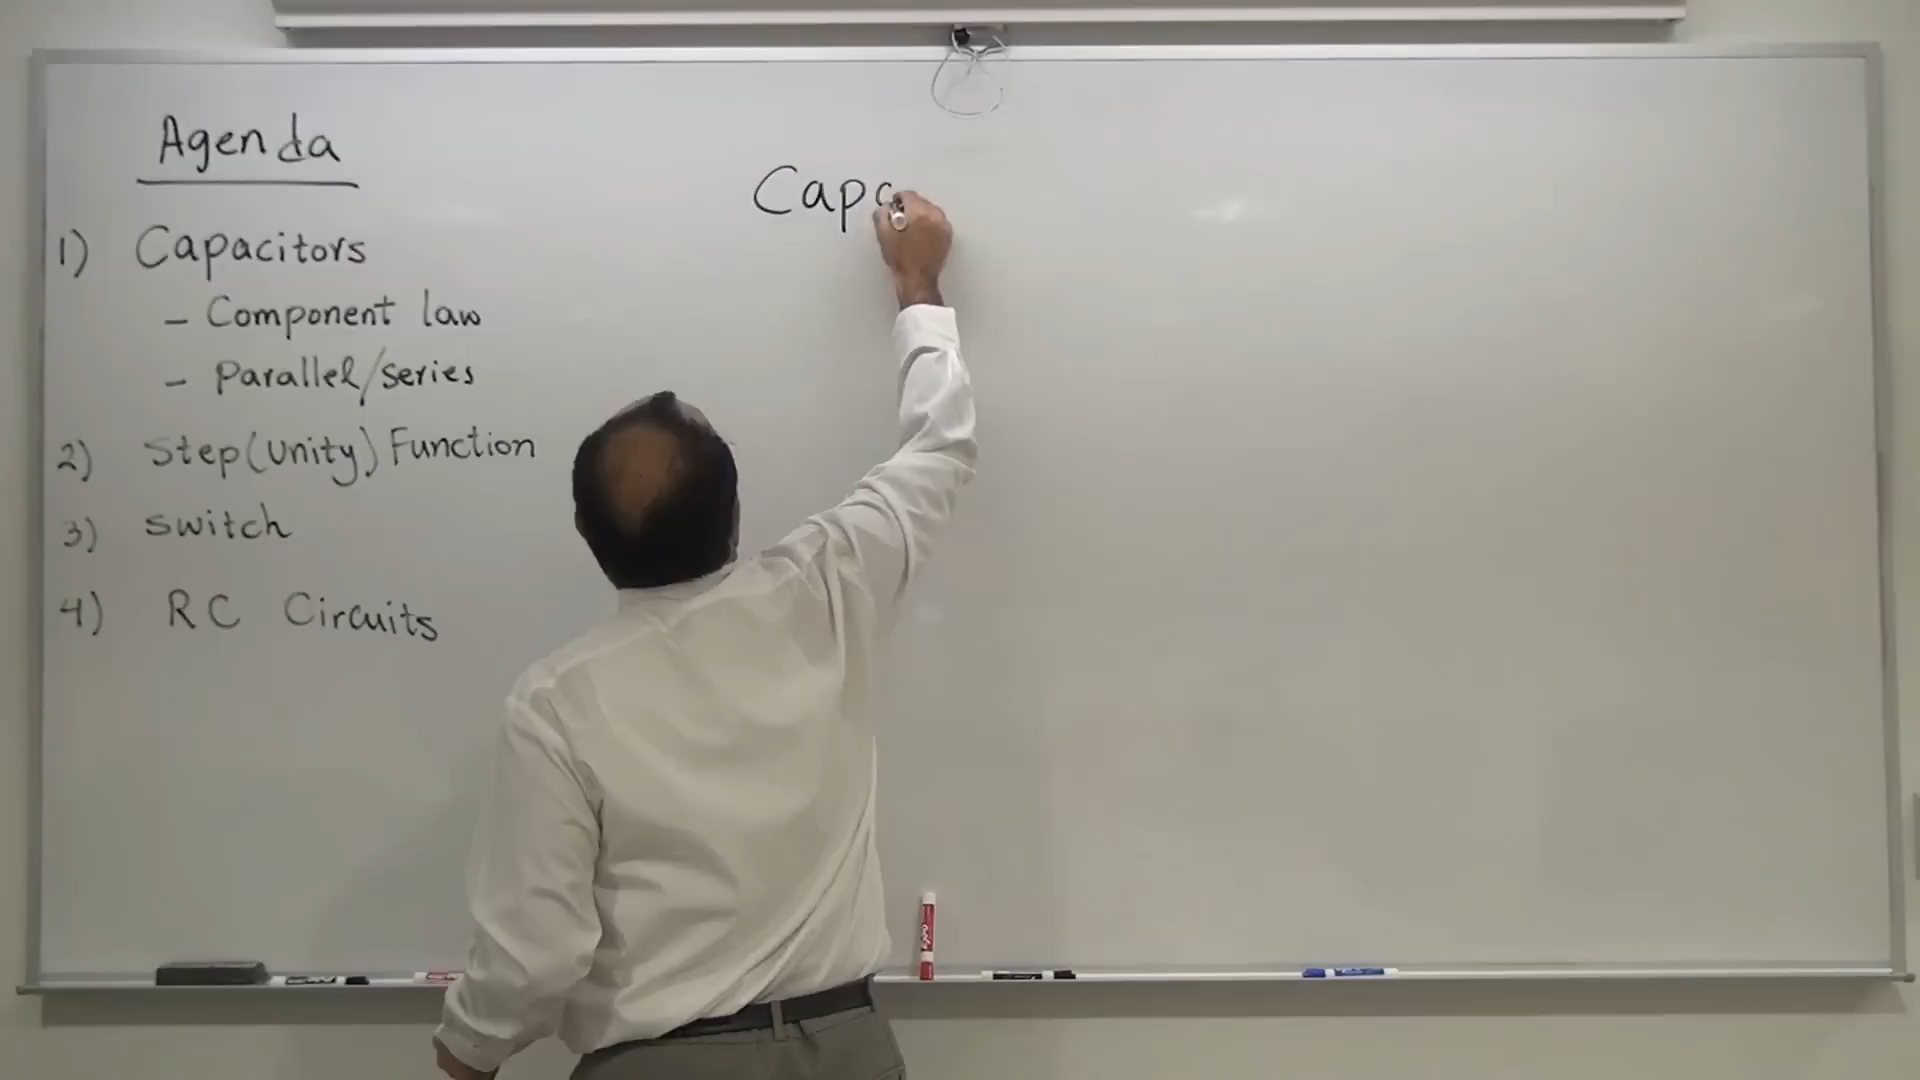 Agenda
1) Capacitors
- Component law
- Parallel/series
2) Step(Unity) Function
3) Switch
4) RC Circuits
Capa